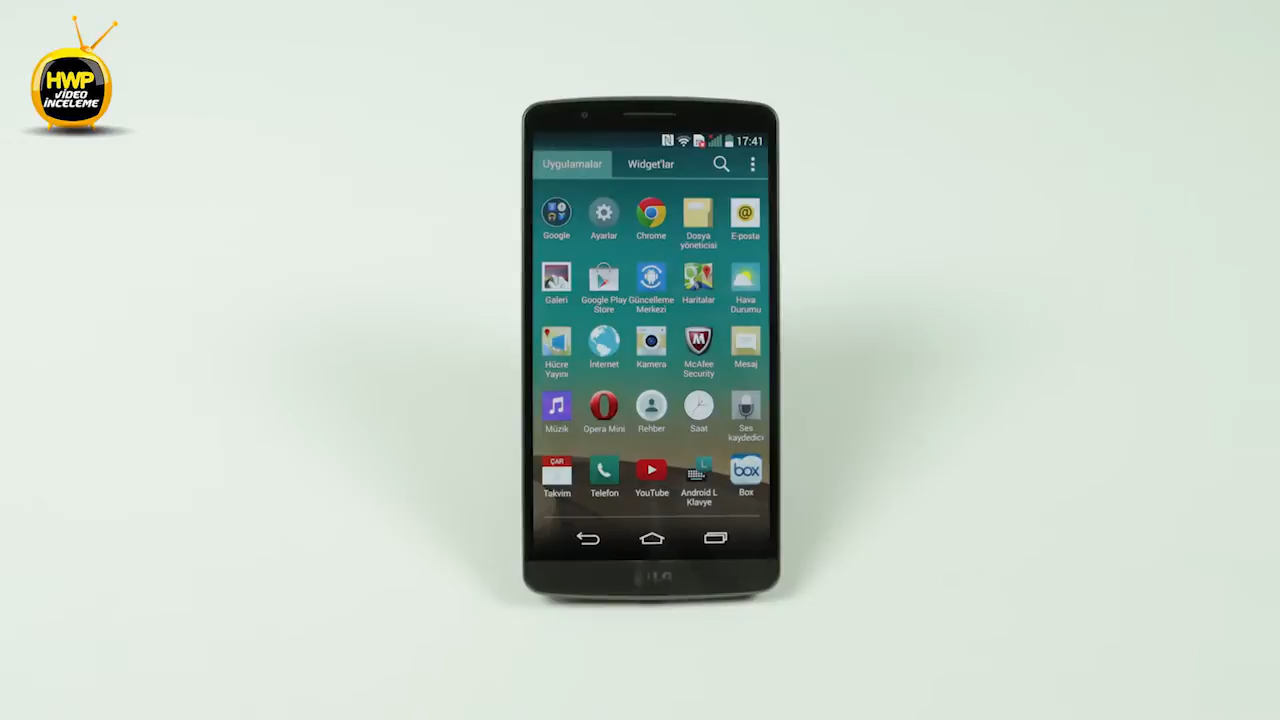 HWP
VİDEO
İNCELEME
17:41
Uygulamalar
Widget'lar
Google
Ayarlar
Chrome
Dosya
yöneticisi
E-posta
Galeri
Google Play
Store
Güncelleme
Merkezi
Haritalar
Hava
Durumu
Hücre
Yayını
İnternet
Kamera
McAfee
Security
Mesaj
Müzik
Opera Mini
Rehber
Saat
Ses
kaydedici
ÇAR
Takvim
Telefon
YouTube
L
Android L
Klavye
box
Box
LG